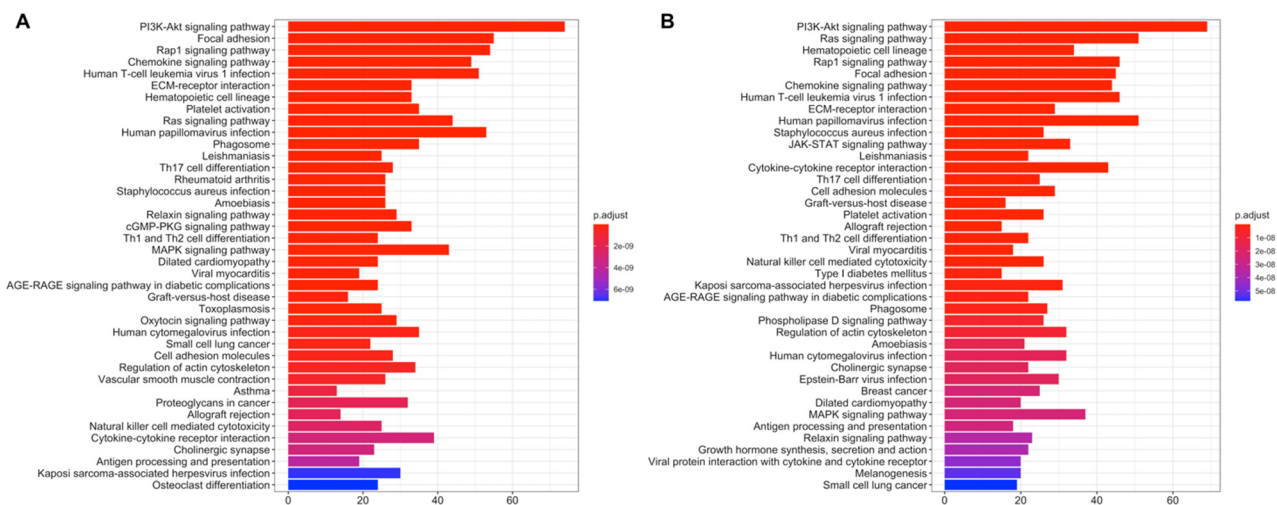 A
PI3K-Akt signaling pathway
Focal adhesion
Rap1 signaling pathway
Chemokine signaling pathway
Human T-cell leukemia virus 1 infection
ECM-receptor interaction
Hematopoietic cell lineage
Platelet activation
Ras signaling pathway
Human papillomavirus infection
Phagosome
Leishmaniasis
Th17 cell differentiation
Rheumatoid arthritis
Staphylococcus aureus infection
Amoebiasis
Relaxin signaling pathway
cGMP-PKG signaling pathway
Th1 and Th2 cell differentiation
MAPK signaling pathway
Dilated cardiomyopathy
Viral myocarditis
AGE-RAGE signaling pathway in diabetic complications
Graft-versus-host disease
Toxoplasmosis
Oxytocin signaling pathway
Human cytomegalovirus infection
Small cell lung cancer
Cell adhesion molecules
Regulation of actin cytoskeleton
Vascular smooth muscle contraction
Asthma
Proteoglycans in cancer
Allograft rejection
Natural killer cell mediated cytotoxicity
Cytokine-cytokine receptor interaction
Cholinergic synapse
Antigen processing and presentation
Kaposi sarcoma-associated herpesvirus infection
Osteoclast differentiation
0 20 40 60
p.adjust
2e-09
4e-09
6e-09
B
PI3K-Akt signaling pathway
Ras signaling pathway
Hematopoietic cell lineage
Rap1 signaling pathway
Focal adhesion
Chemokine signaling pathway
Human T-cell leukemia virus 1 infection
ECM-receptor interaction
Human papillomavirus infection
Staphylococcus aureus infection
JAK-STAT signaling pathway
Leishmaniasis
Cytokine-cytokine receptor interaction
Th17 cell differentiation
Cell adhesion molecules
Graft-versus-host disease
Platelet activation
Allograft rejection
Th1 and Th2 cell differentiation
Viral myocarditis
Natural killer cell mediated cytotoxicity
Type I diabetes mellitus
Kaposi sarcoma-associated herpesvirus infection
AGE-RAGE signaling pathway in diabetic complications
Phagosome
Phospholipase D signaling pathway
Regulation of actin cytoskeleton
Amoebiasis
Human cytomegalovirus infection
Cholinergic synapse
Epstein-Barr virus infection
Breast cancer
Dilated cardiomyopathy
MAPK signaling pathway
Antigen processing and presentation
Relaxin signaling pathway
Growth hormone synthesis, secretion and action
Viral protein interaction with cytokine and cytokine receptor
Melanogenesis
Small cell lung cancer
0 20 40 60
p.adjust
1e-08
2e-08
3e-08
4e-08
5e-08